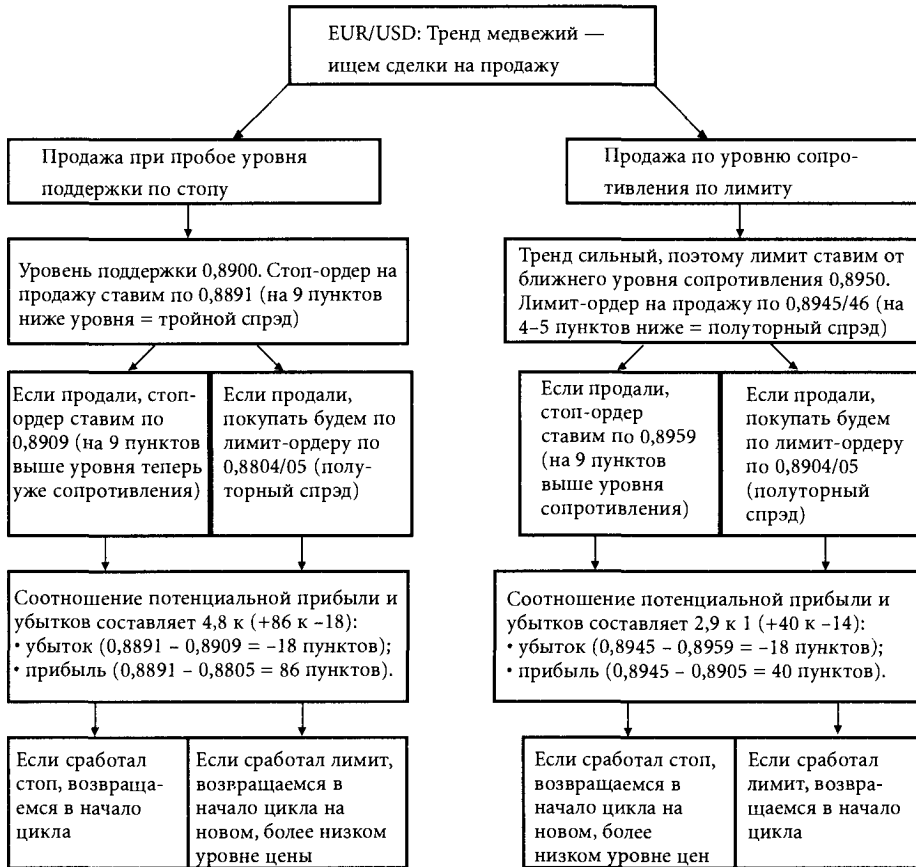 EUR/USD: Тренд медвежий —
ищем сделки на продажу
Продажа при пробое уровня
поддержки по стопу
Продажа по уровню сопро-
тивления по лимиту
Уровень поддержки 0,8900. Стоп-ордер на
продажу ставим по 0,8891 (на 9 пунктов
ниже уровня = тройной спрэд)
Тренд сильный, поэтому лимит ставим от
ближнего уровня сопротивления 0,8950.
Лимит-ордер на продажу по 0,8945/46 (на
4–5 пунктов ниже = полуторный спрэд)
Если продали, стоп-
ордер ставим по
0,8909 (на 9 пунктов
выше уровня теперь
уже сопротивления)
Если продали,
покупать будем по
лимит-ордеру по
0,8804/05 (полу-
торный спрэд)
Если продали,
стоп-ордер
ставим по 0,8959
(на 9 пунктов
выше уровня
сопротивления)
Если продали,
покупать будем
по лимит-ордеру
по 0,8904/05
(полуторный
спрэд)
Соотношение потенциальной прибыли и
убытков составляет 4,8 к (+86 к –18):
• убыток (0,8891 – 0,8909 = –18 пунктов);
• прибыль (0,8891 – 0,8805 = 86 пунктов).
Соотношение потенциальной прибыли и
убытков составляет 2,9 к 1 (+40 к –14):
• убыток (0,8945 – 0,8959 = –18 пунктов);
• прибыль (0,8945 – 0,8905 = 40 пунктов).
Если сработал
стоп, возвраща-
емся в начало
цикла
Если сработал лимит,
возвращаемся в
начало цикла на
новом, более низком
уровне цены
Если сработал стоп,
возвращаемся в
начало цикла на
новом, более
низком уровне цен
Если сработал
лимит, возвра-
щаемся в начало
цикла